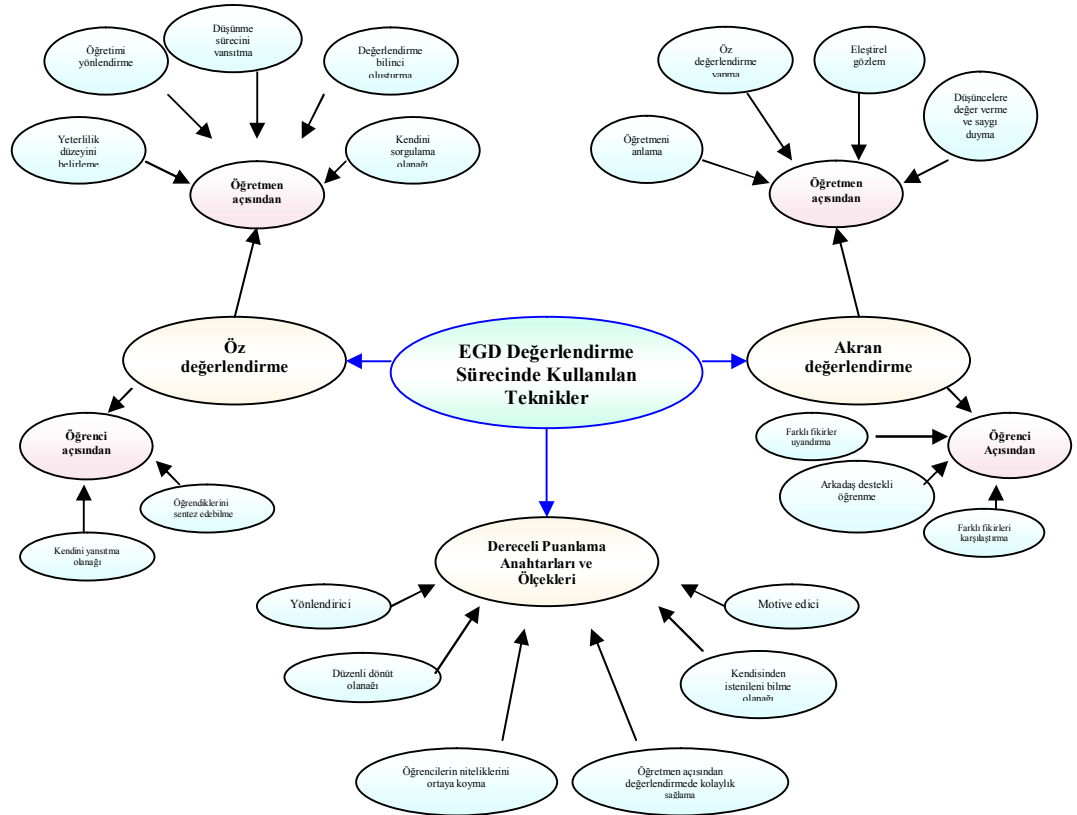 Öğretimi
yönlendirme
Düşünme
sürecini
yansıtma
Değerlendirme
bilinci
oluşturma
Yeterlilik
düzeyini
belirleme
Kendini
sorgulama
olanağı
Öğretmen
açısından
Öz
değerlendirme
yapma
Eleştirel
gözlem
Düşüncelere
değer verme
ve saygı
duyma
Öğretmeni
anlama
Öğretmen
açısından
Öz
değerlendirme
EGD Değerlendirme
Sürecinde Kullanılan
Teknikler
Akran
değerlendirme
Öğrenci
açısından
Öğrendiklerini
sentez edebilme
Kendini yansıtma
olanağı
Farklı fikirler
uyandırma
Öğrenci
Açısından
Arkadaş destekli
öğrenme
Farklı fikirleri
karşılaştırma
Dereceli Puanlama
Anahtarları ve
Ölçekleri
Yönlendirici
Motive edici
Düzenli dönüt
olanağı
Kendisinden
istenileni bilme
olanağı
Öğrencilerin niteliklerini
ortaya koyma
Öğretmen açısından
değerlendirmede kolaylık
sağlama